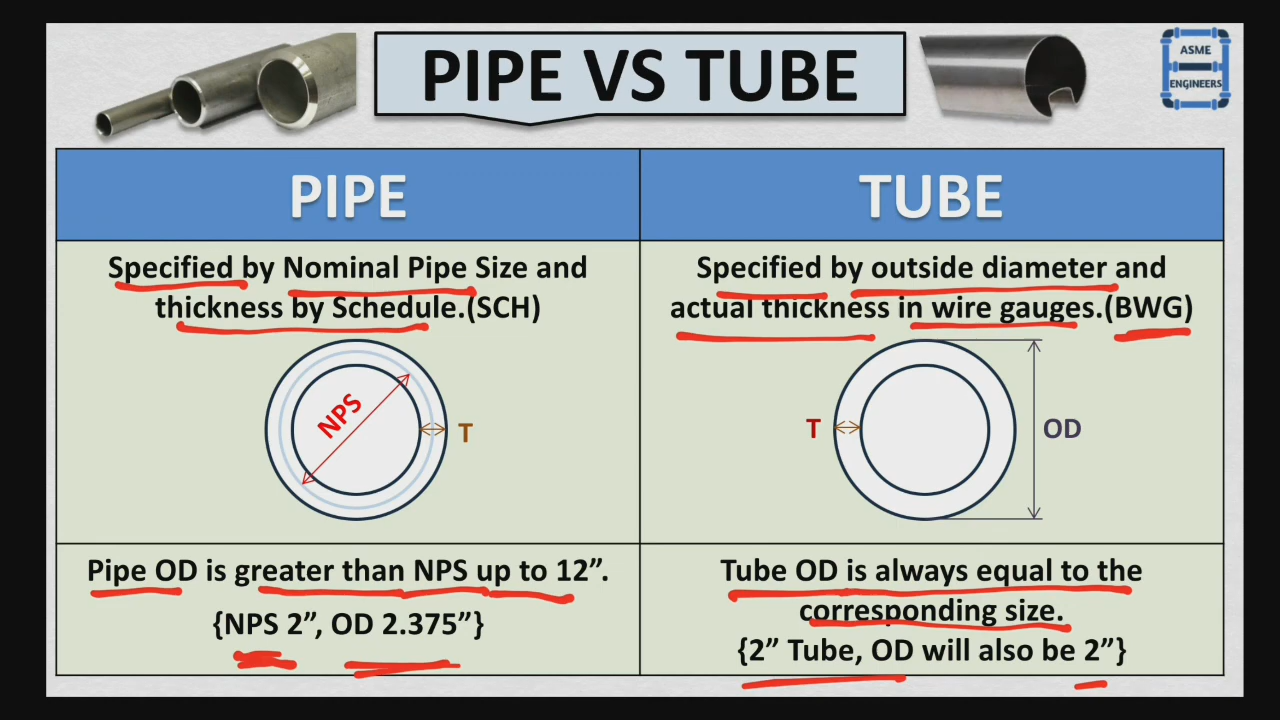 PIPE VS TUBE
ASME
ENGINEERS
PIPE
TUBE
Specified by Nominal Pipe Size and
thickness by Schedule.(SCH)
Specified by outside diameter and
actual thickness in wire gauges.(BWG)
NPS
T
T
OD
Pipe OD is greater than NPS up to 12”.
{NPS 2”, OD 2.375”}
Tube OD is always equal to the
corresponding size.
{2” Tube, OD will also be 2”}